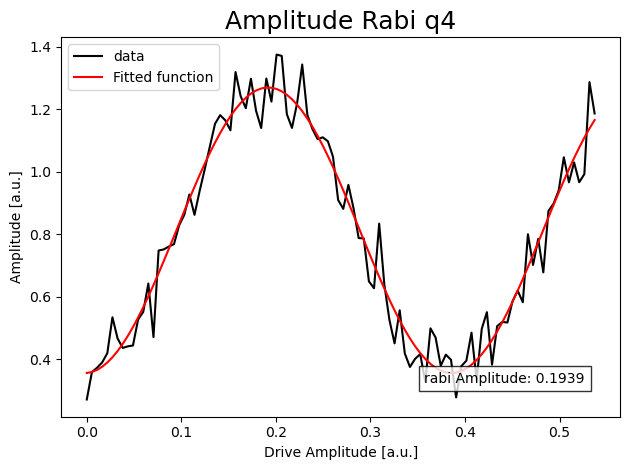 Amplitude Rabi q4
data
Fitted function
rabi Amplitude: 0.1939
Amplitude [a.u.]
1.4
1.2
1.0
0.8
0.6
0.4
0.0
0.1
0.2
0.3
0.4
0.5
Drive Amplitude [a.u.]